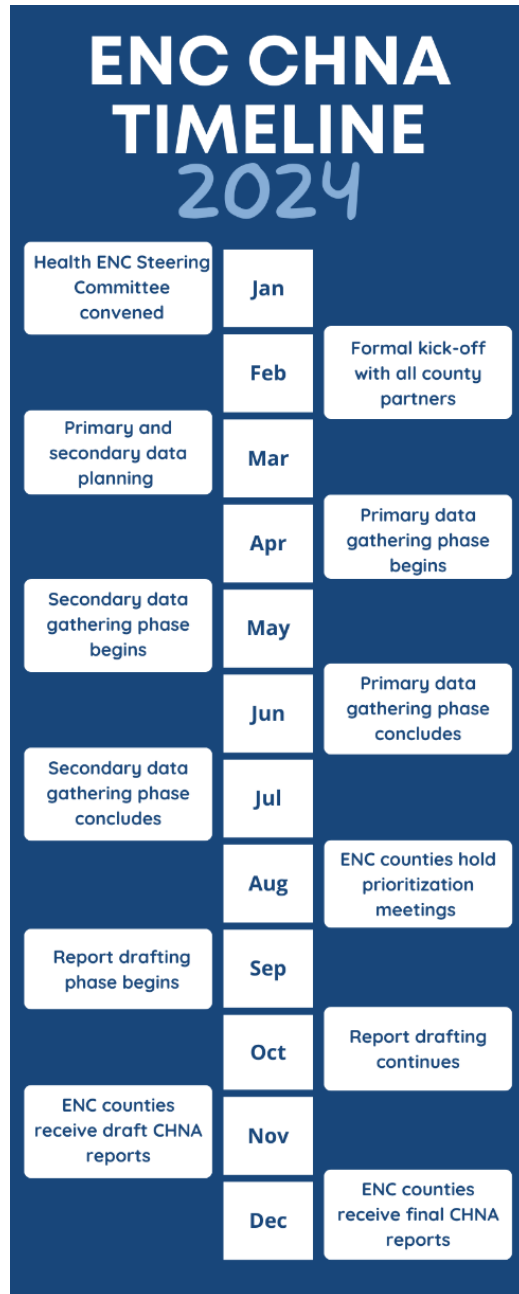 ENC CHNA
TIMELINE
2024
Health ENC Steering
Committee
convened
Jan
Feb
Formal kick-off
with all county
partners
Primary and
secondary data
planning
Mar
Apr
Primary data
gathering phase
begins
Secondary data
gathering phase
begins
May
Jun
Primary data
gathering phase
concludes
Secondary data
gathering phase
concludes
Jul
Aug
ENC counties hold
prioritization
meetings
Report drafting
phase begins
Sep
Oct
Report drafting
continues
ENC counties
receive draft CHNA
reports
Nov
Dec
ENC counties
receive final CHNA
reports